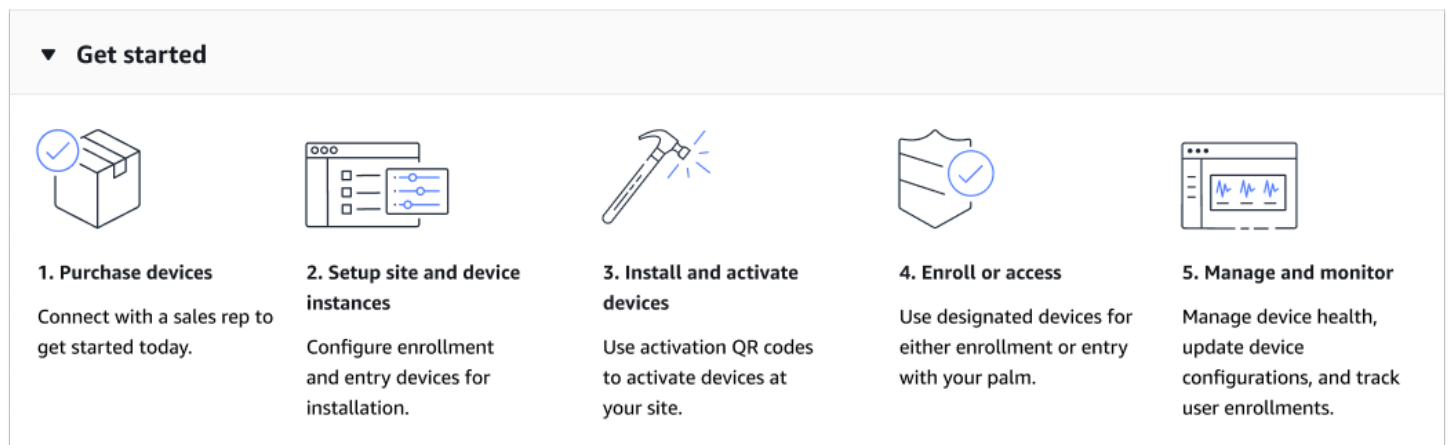 Get started
1. Purchase devices
Connect with a sales rep to
get started today.
2. Setup site and device
instances
Configure enrollment
and entry devices for
installation.
3. Install and activate
devices
Use activation QR codes
to activate devices at
your site.
4. Enroll or access
Use designated devices for
either enrollment or entry
with your palm.
5. Manage and monitor
Manage device health,
update device
configurations, and track
user enrollments.